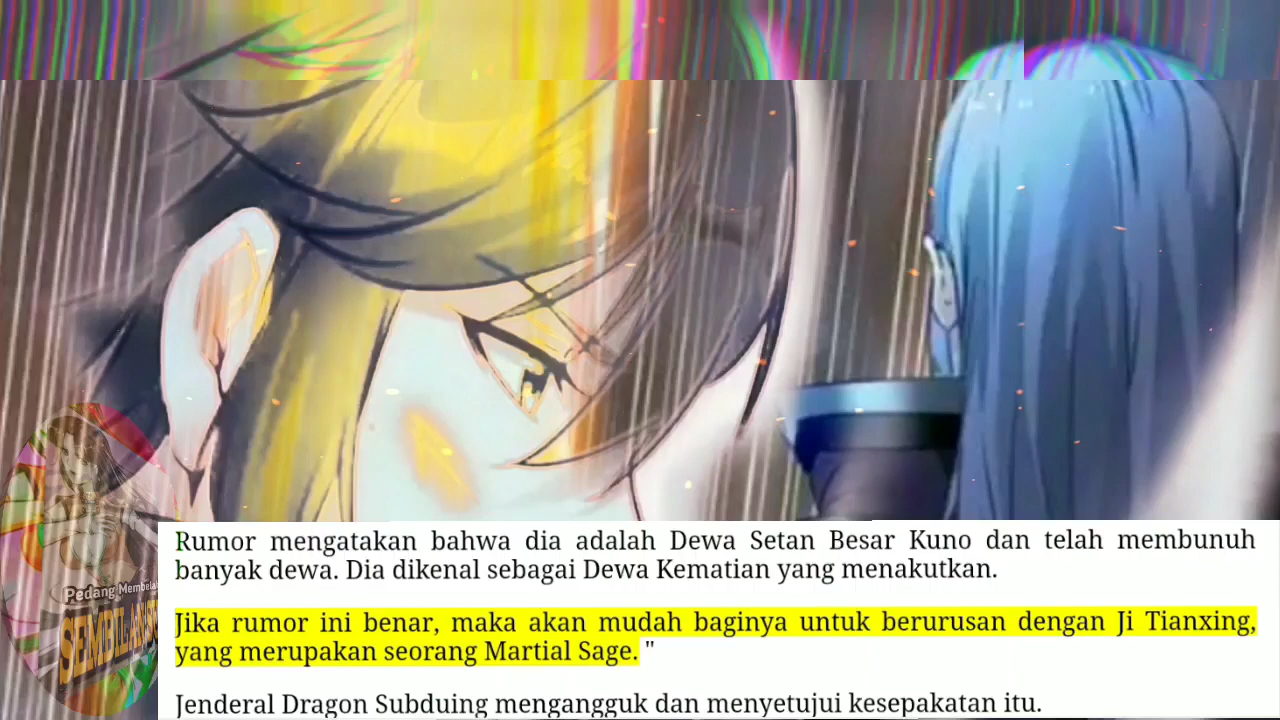 Rumor mengatakan bahwa dia adalah Dewa Setan Besar Kuno dan telah membunuh
banyak dewa. Dia dikenal sebagai Dewa Kematian yang menakutkan.
Jika rumor ini benar, maka akan mudah baginya untuk berurusan dengan Ji Tianxing,
yang merupakan seorang Martial Sage. "
Jenderal Dragon Subduing mengangguk dan menyetujui kesepakatan itu.
Pedang
SEMBILAN